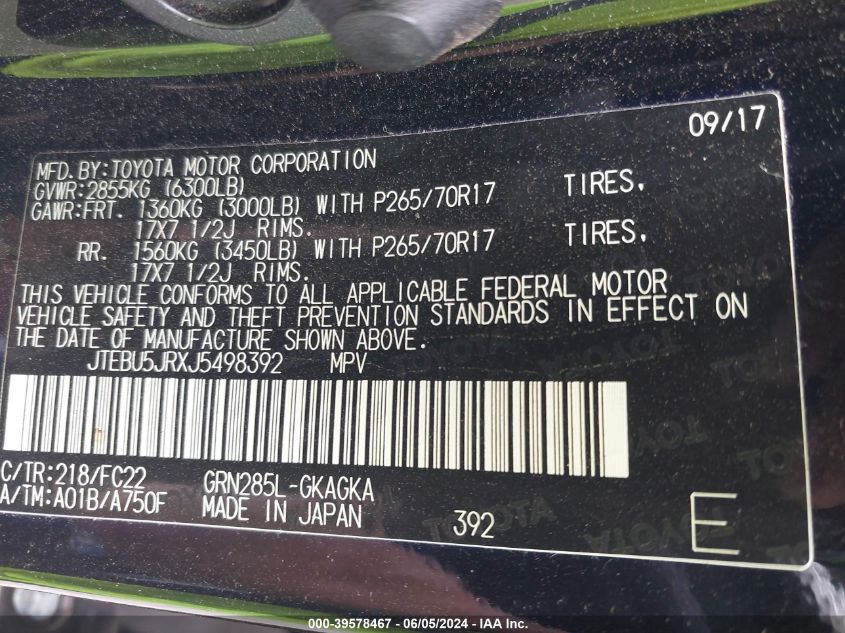 09/17
MFD. BY: TOYOTA MOTOR CORPORATION
GVWR: 2855KG (6300LB)
GAWR: FRT. 1360KG (3000LB) WITH P265/70R17 TIRES.
17X7 1/2J RIMS.
RR. 1560KG (3450LB) WITH P265/70R17 TIRES.
17X7 1/2J RIMS.
THIS VEHICLE CONFORMS TO ALL APPLICABLE FEDERAL MOTOR
VEHICLE SAFETY AND THEFT PREVENTION STANDARDS IN EFFECT ON
THE DATE OF MANUFACTURE SHOWN ABOVE.
JTEBU5JRXJ5498392 MPV
C/TR: 218/FC22 GRN285L-GKAGKA
A/TM: A01B/A750F MADE IN JAPAN 392 E
000-39578467 - 06/05/2024 - IAA Inc.